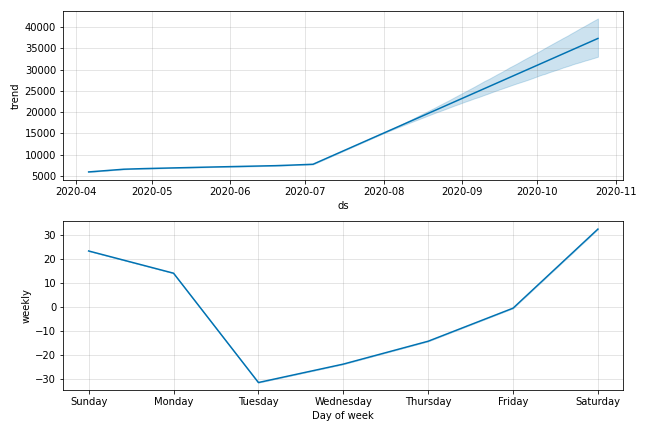 40000
35000
30000
25000
20000
15000
10000
5000
trend
2020-04 2020-05 2020-06 2020-07 2020-08 2020-09 2020-10 2020-11
ds
30
20
10
0
−10
−20
−30
weekly
Sunday Monday Tuesday Wednesday Thursday Friday Saturday
Day of week